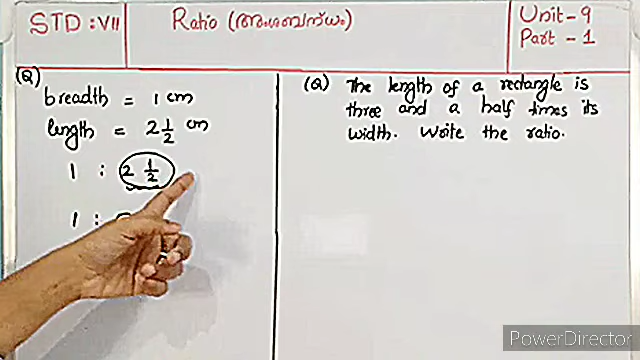 STD : VII
Ratio (അംശബന്ധം)
Unit - 9
Part - 1
(Q)
breadth = 1 cm
length = 2 1/2 cm
1 : 2 1/2
1 :
(Q) The length of a rectangle is
three and a half times its
width. Write the ratio.
PowerDirector